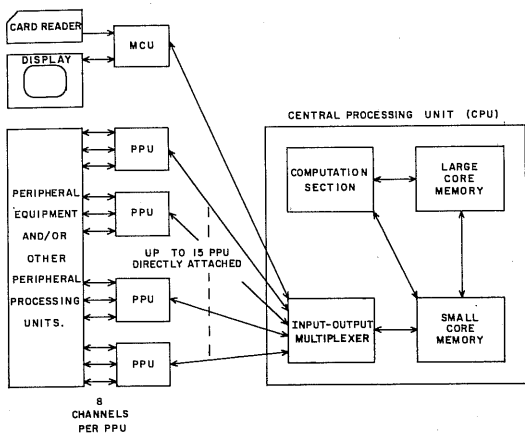 CARD READER
DISPLAY
MCU
CENTRAL PROCESSING UNIT (CPU)
PPU
COMPUTATION
SECTION
LARGE
CORE
MEMORY
PERIPHERAL
EQUIPMENT
AND/OR
OTHER
PERIPHERAL
PROCESSING
UNITS.
PPU
UP TO 15 PPU
DIRECTLY ATTACHED
PPU
INPUT-OUTPUT
MULTIPLEXER
SMALL
CORE
MEMORY
PPU
8
CHANNELS
PER PPU